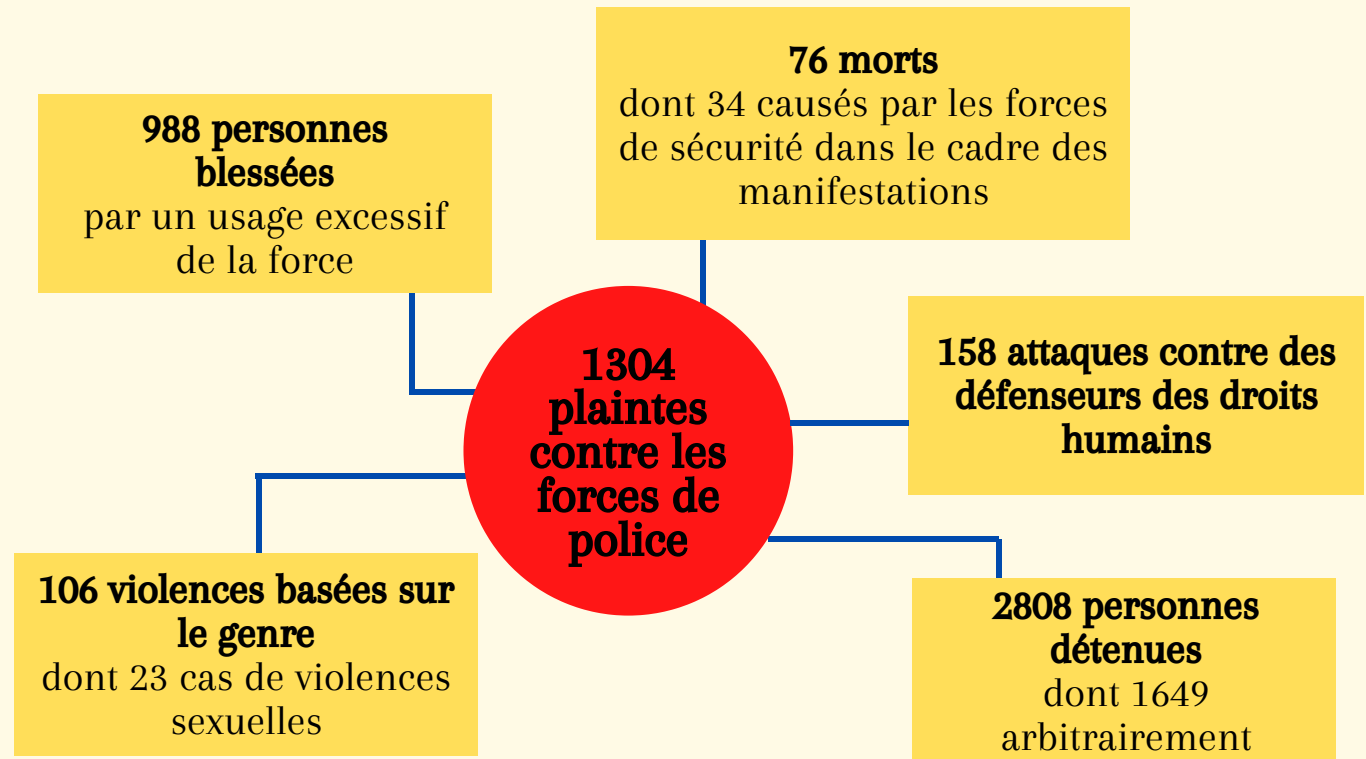 76 morts
dont 34 causés par les forces
de sécurité dans le cadre des
manifestations
988 personnes
blessées
par un usage excessif
de la force
1304
plaintes
contre les
forces de
police
158 attaques contre des
défenseurs des droits
humains
106 violences basées sur
le genre
dont 23 cas de violences
sexuelles
2808 personnes
détenues
dont 1649
arbitrairement